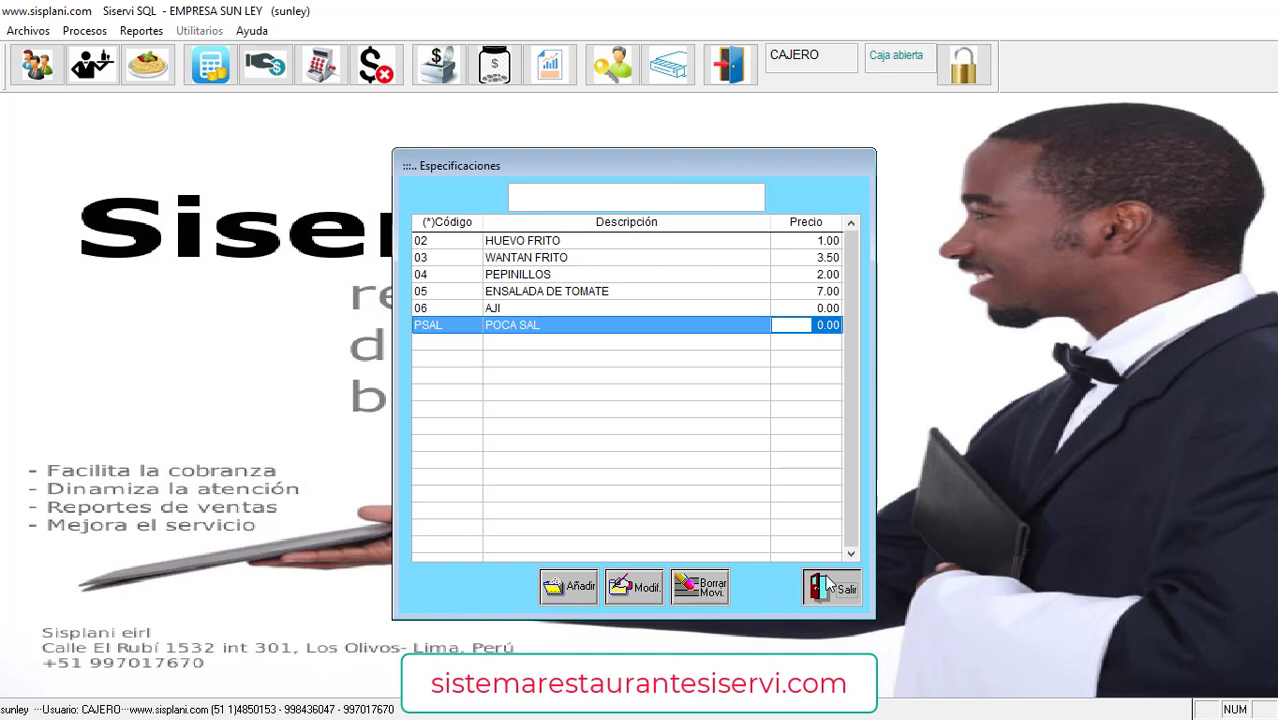 www.sisplani.com Siservi SQL - EMPRESA SUN LEY (sunley)
Archivos Procesos Reportes Utilitarios Ayuda
CAJERO
Caja abierta
Siser
re
d
b
- Facilita la cobranza
- Dinamiza la atención
- Reportes de ventas
- Mejora el servicio
Sisplani eirl
Calle El Rubí 1532 int 301, Los Olivos- Lima, Perú
+51 997017670
:::.. Especificaciones
(*)Código Descripción Precio
02 HUEVO FRITO 1.00
03 WANTAN FRITO 3.50
04 PEPINILLOS 2.00
05 ENSALADA DE TOMATE 7.00
06 AJI 0.00
PSAL POCA SAL 0.00
Añadir Modif. Borrar Movi. Salir
sistemarestaurantesiservi.com
sunley ···Usuario: CAJERO···www.sisplani.com (51 1)4850153 - 998436047 - 997017670 NUM